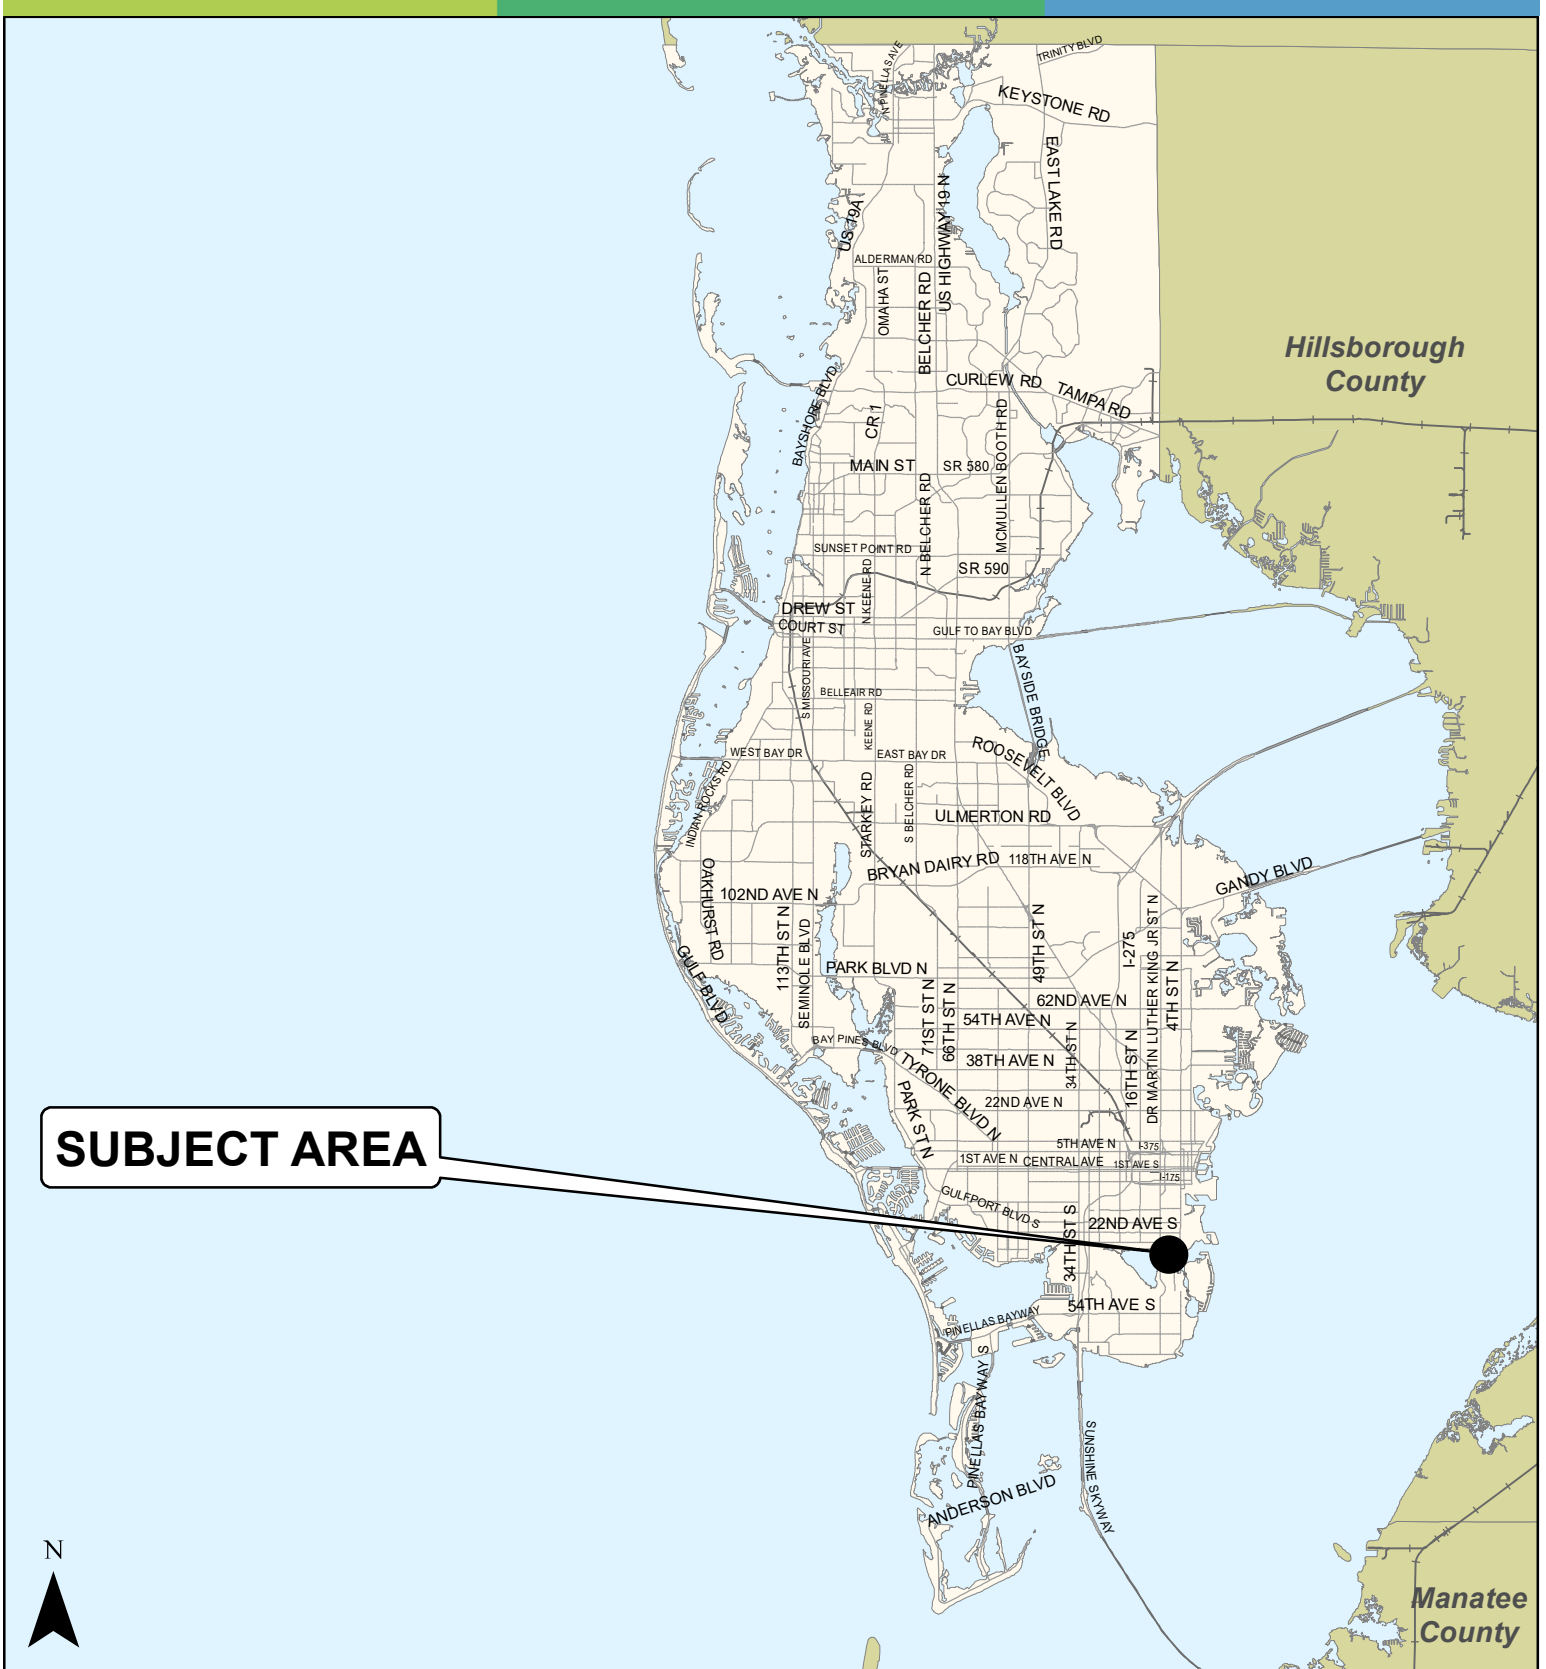 TRINITY BLVD
N PINELLAS AVE
KEYSTONE RD
EAST LAKE RD
US HIGHWAY 19 N
US 19A
ALDERMAN RD
OMAHA ST
BELCHER RD
Hillsborough
County
CURLEW RD
TAMPA RD
BAYSHORE BLVD
CR 1
MCMULLEN BOOTH RD
MAIN ST
SR 580
N BELCHER RD
SUNSET POINT RD
SR 590
N KEENE RD
DREW ST
COURT ST
GULF TO BAY BLVD
S MISSOURI AVE
BAYSIDE BRIDGE
BELLEAIR RD
KEENE RD
WEST BAY DR
EAST BAY DR
ROOSEVELT BLVD
INDIAN ROCKS RD
STARKEY RD
S BELCHER RD
ULMERTON RD
BRYAN DAIRY RD
118TH AVE N
GANDY BLVD
OAKHURST RD
102ND AVE N
113TH ST N
SEMINOLE BLVD
49TH ST N
I-275
DR MARTIN LUTHER KING JR ST N
4TH ST N
GULF BLVD
PARK BLVD N
71ST ST N
66TH ST N
62ND AVE N
54TH AVE N
34TH ST N
16TH ST N
BAY PINES BLVD
TYRONE BLVD N
38TH AVE N
PARK ST N
22ND AVE N
SUBJECT AREA
5TH AVE N
I-375
1ST AVE N
CENTRAL AVE
1ST AVE S
I-175
GULFPORT BLVD S
34TH ST S
22ND AVE S
54TH AVE S
PINELLAS BAYWAY
PINELLAS BAYWAY S
SUNSHINE SKYWAY
ANDERSON BLVD
N
Manatee
County